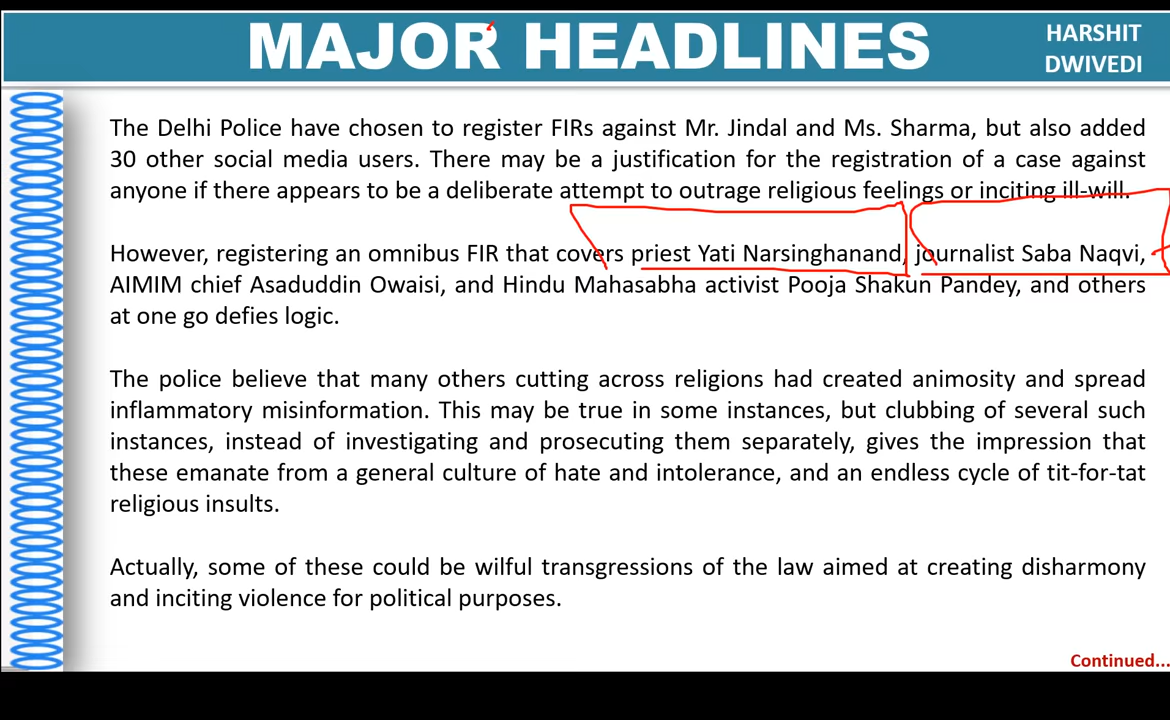 MAJOR HEADLINES
HARSHIT
DWIVEDI
The Delhi Police have chosen to register FIRs against Mr. Jindal and Ms. Sharma, but also added
30 other social media users. There may be a justification for the registration of a case against
anyone if there appears to be a deliberate attempt to outrage religious feelings or inciting ill-will.
However, registering an omnibus FIR that covers priest Yati Narsinghanand, journalist Saba Naqvi,
AIMIM chief Asaduddin Owaisi, and Hindu Mahasabha activist Pooja Shakun Pandey, and others
at one go defies logic.
The police believe that many others cutting across religions had created animosity and spread
inflammatory misinformation. This may be true in some instances, but clubbing of several such
instances, instead of investigating and prosecuting them separately, gives the impression that
these emanate from a general culture of hate and intolerance, and an endless cycle of tit-for-tat
religious insults.
Actually, some of these could be wilful transgressions of the law aimed at creating disharmony
and inciting violence for political purposes.
Continued...